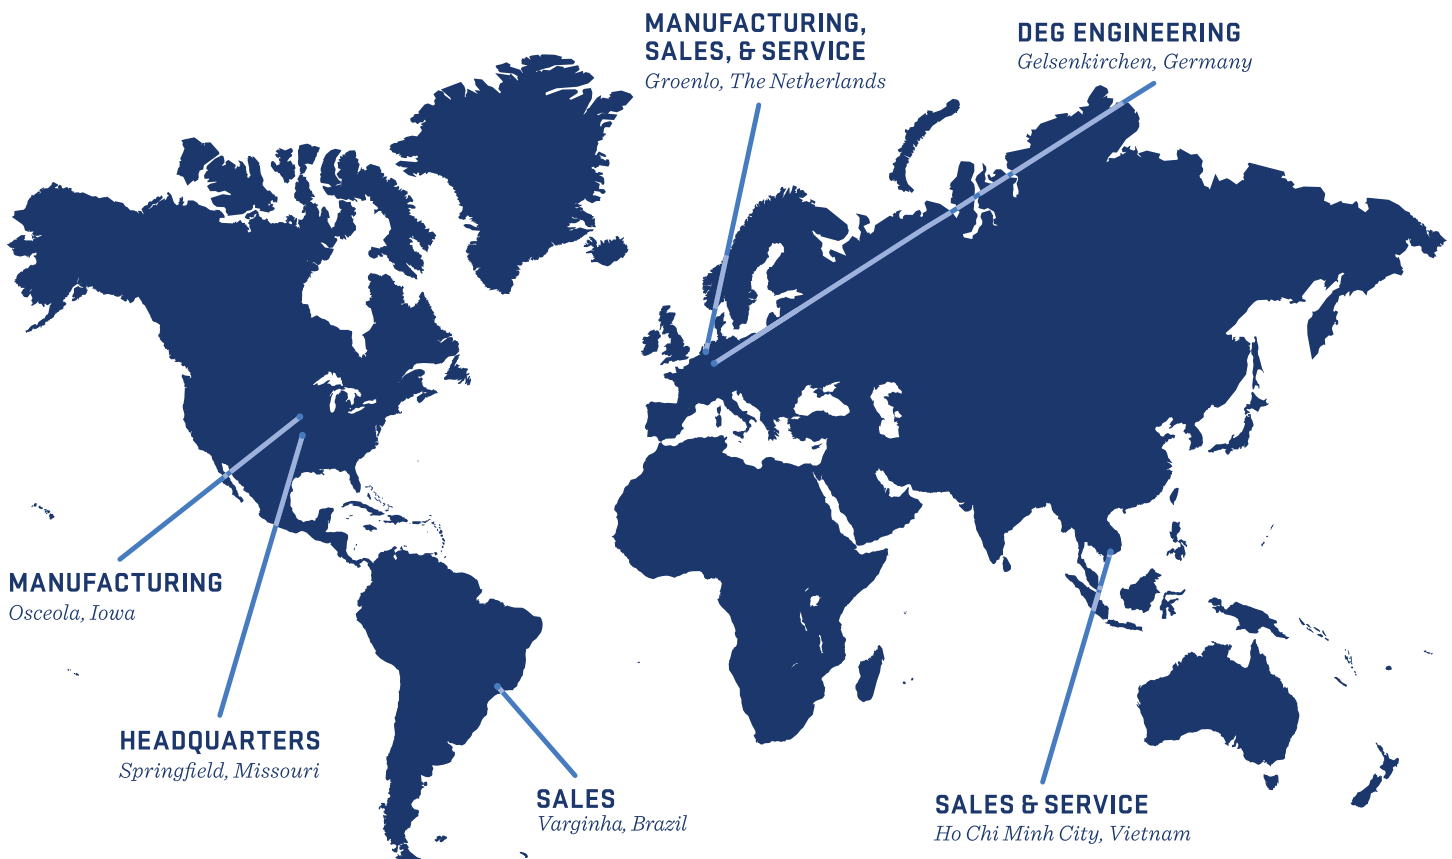 MANUFACTURING,
SALES, & SERVICE
Groenlo, The Netherlands
DEG ENGINEERING
Gelsenkirchen, Germany
MANUFACTURING
Osceola, Iowa
HEADQUARTERS
Springfield, Missouri
SALES
Varginha, Brazil
SALES & SERVICE
Ho Chi Minh City, Vietnam